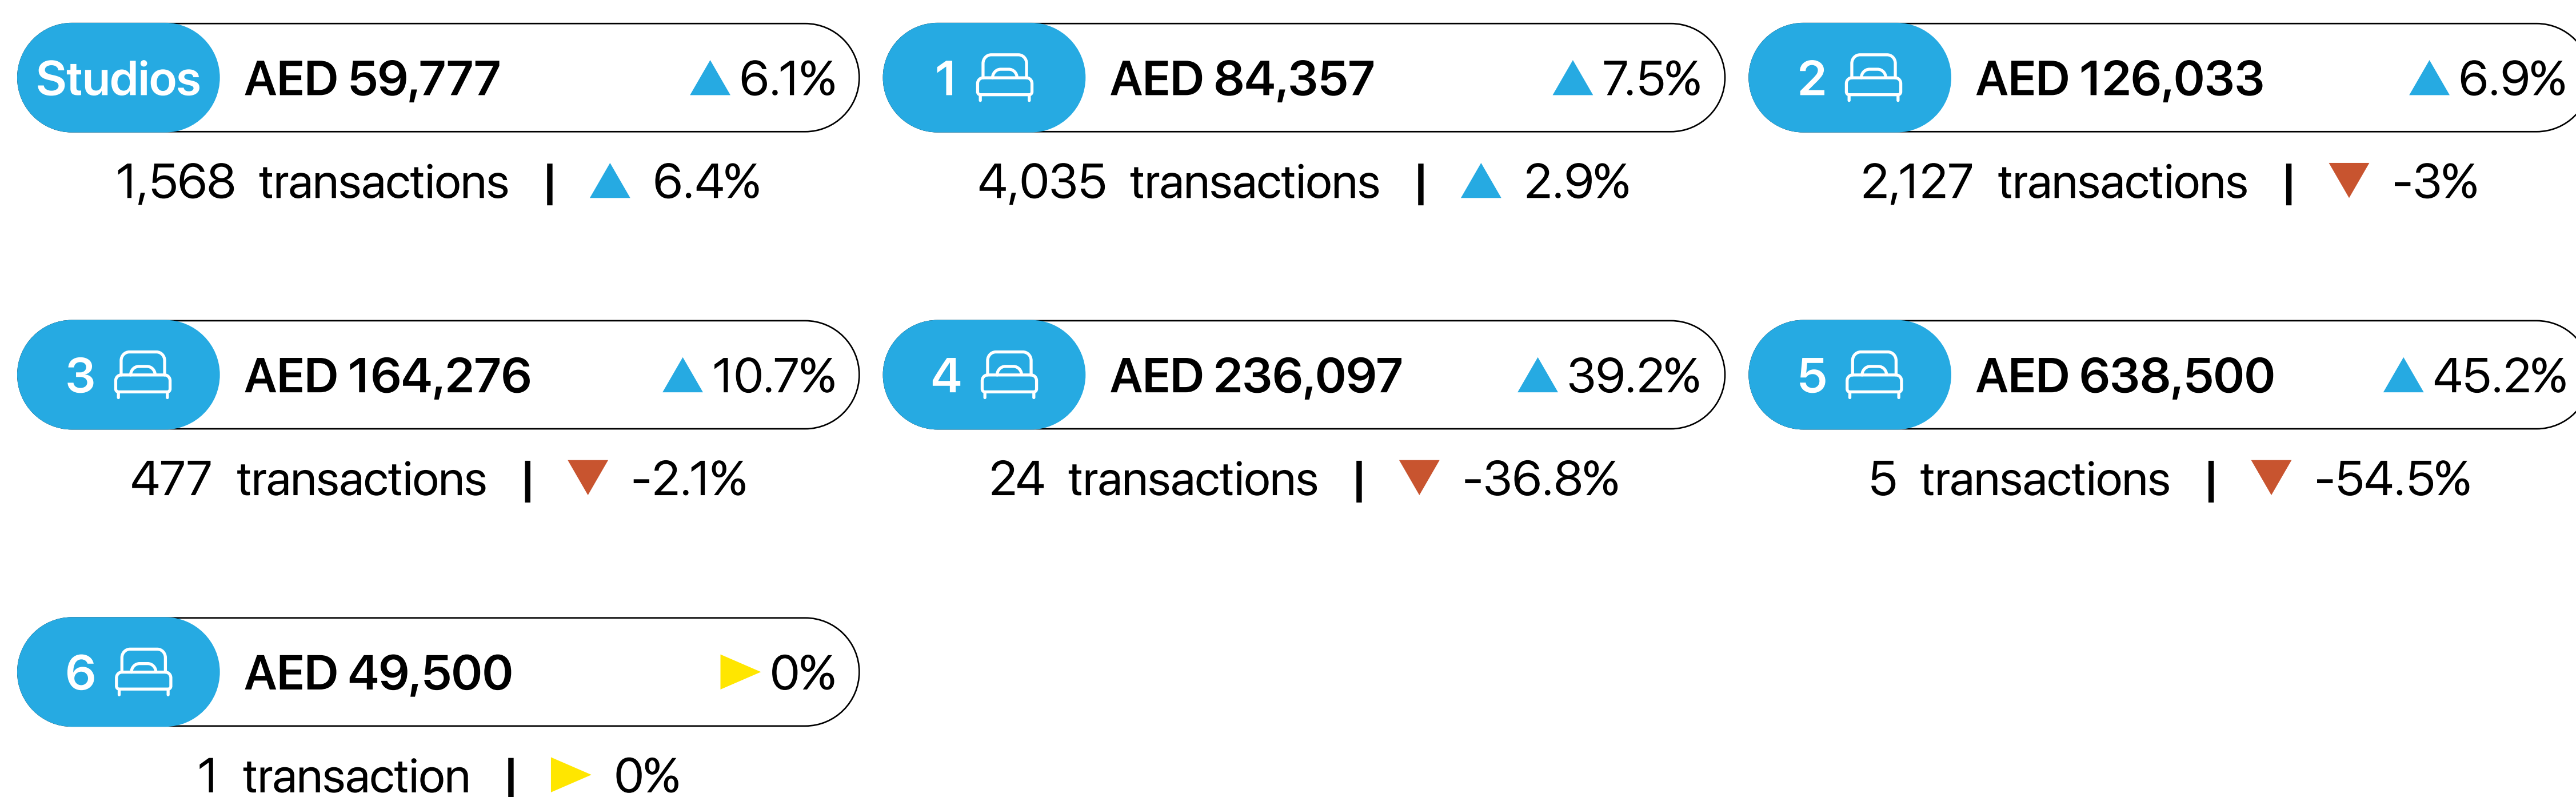 Studios AED 59,777 ▲ 6.1%
1,568 transactions | ▲ 6.4%
1 AED 84,357 ▲ 7.5%
4,035 transactions | ▲ 2.9%
2 AED 126,033 ▲ 6.9%
2,127 transactions | ▼ -3%
3 AED 164,276 ▲ 10.7%
477 transactions | ▼ -2.1%
4 AED 236,097 ▲ 39.2%
24 transactions | ▼ -36.8%
5 AED 638,500 ▲ 45.2%
5 transactions | ▼ -54.5%
6 AED 49,500 ▶ 0%
1 transaction | ▶ 0%